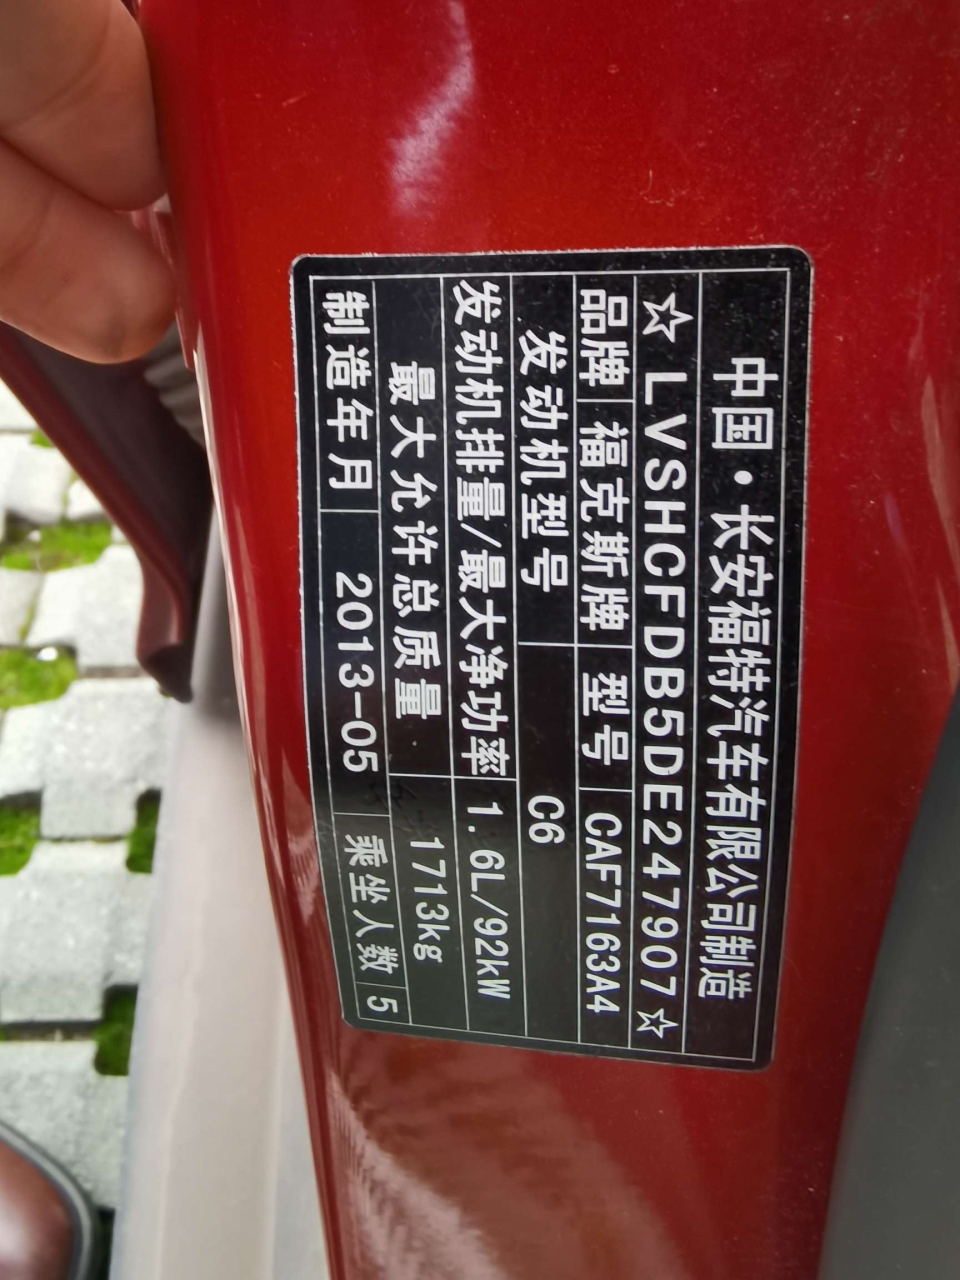 中国·长安福特汽车有限公司制造
☆LVSHCFDB5DE247907☆
品牌 福克斯牌 型号 CAF7163A4
发动机型号 C6
发动机排量/最大净功率 1.6L/92kW
最大允许总质量 1713kg
制造年月 2013-05 乘坐人数 5